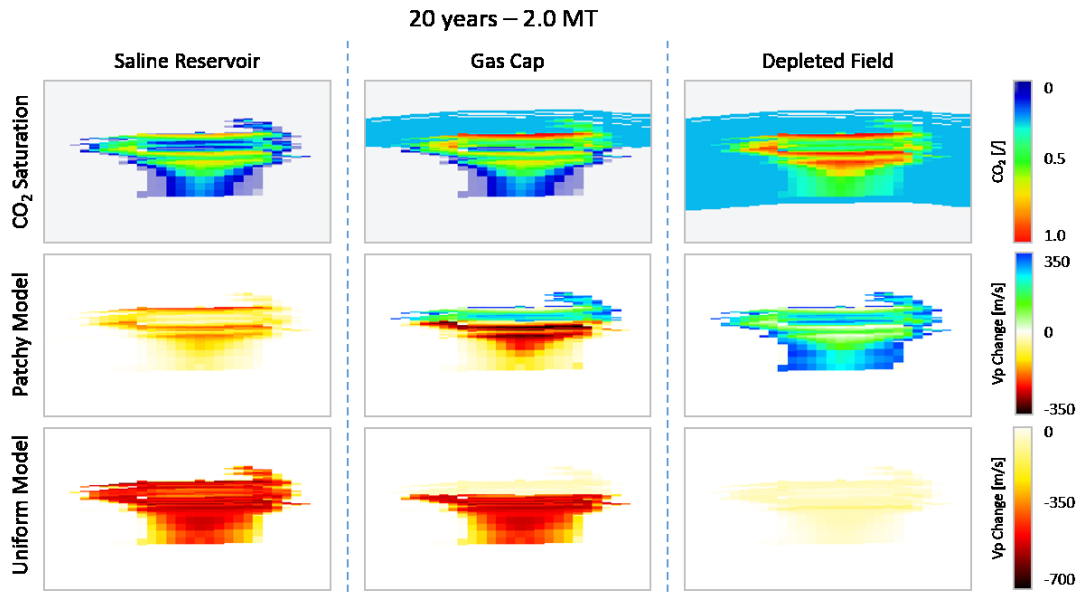 20 years – 2.0 MT
Saline Reservoir
Gas Cap
Depleted Field
CO₂ Saturation
0
0.5
1.0
CO₂ [/]
Patchy Model
350
0
-350
Vp Change [m/s]
Uniform Model
0
-350
-700
Vp Change [m/s]